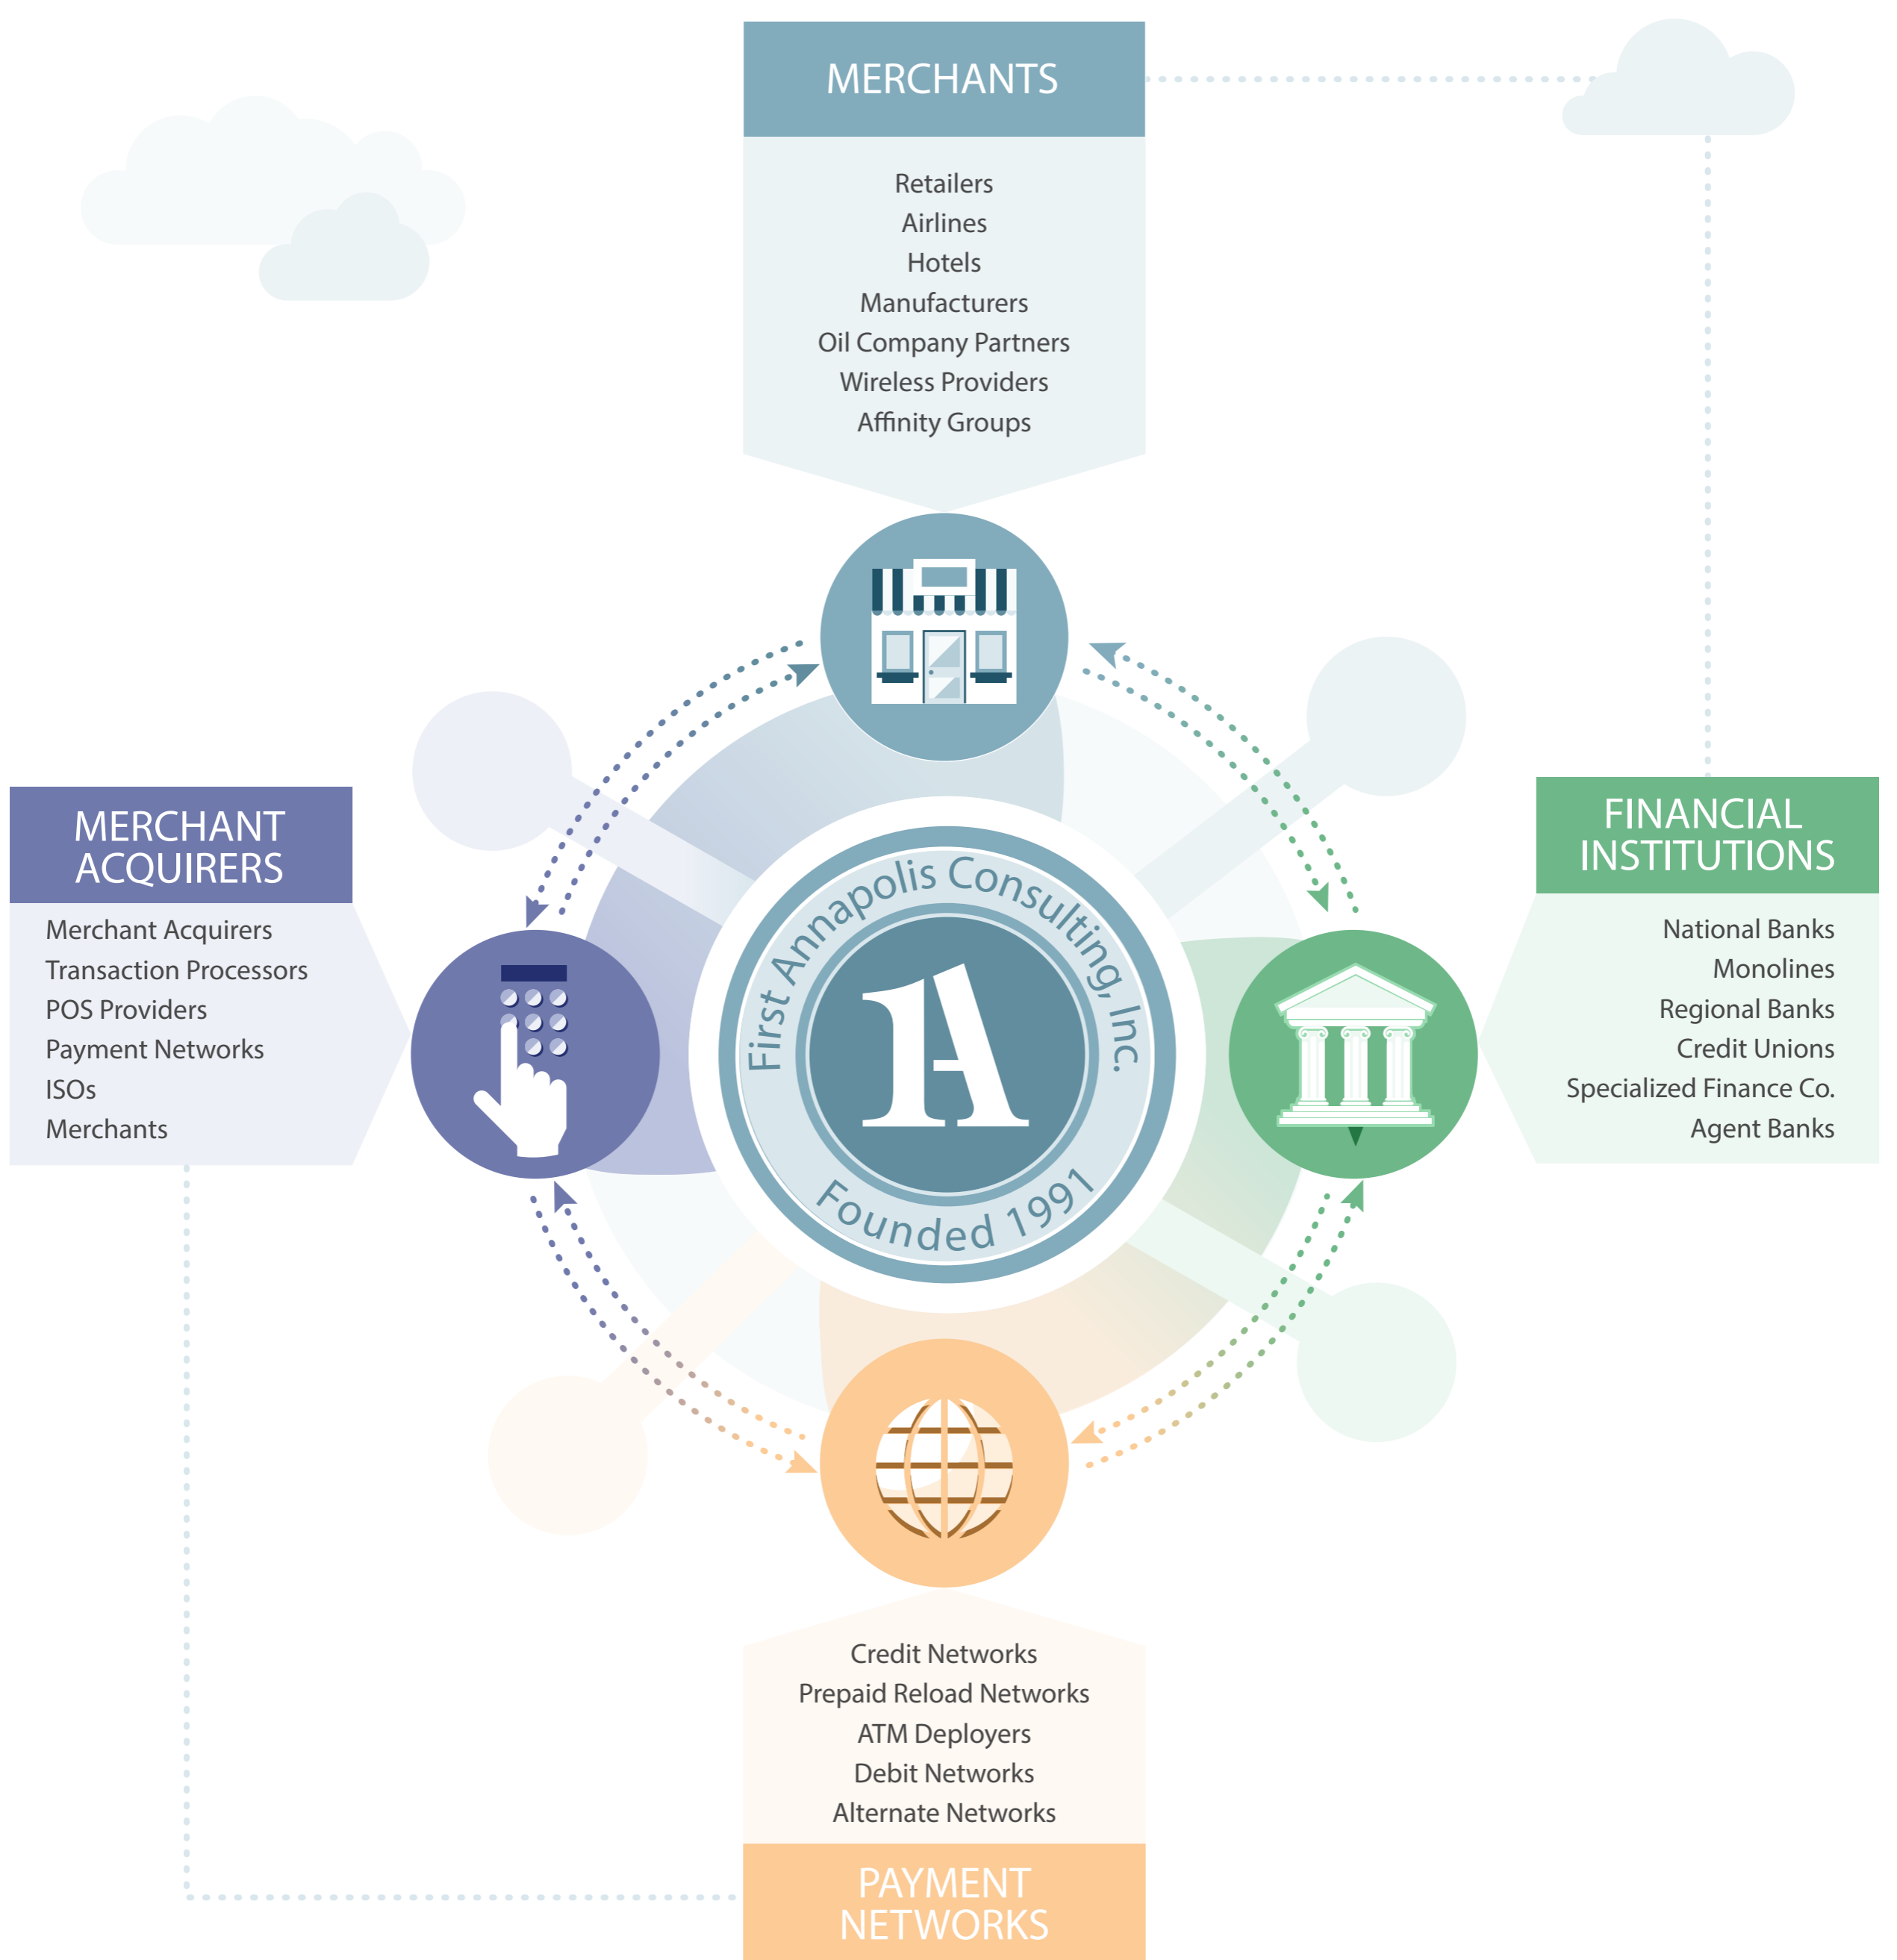 MERCHANTS
Retailers
Airlines
Hotels
Manufacturers
Oil Company Partners
Wireless Providers
Affinity Groups
MERCHANT
ACQUIRERS
Merchant Acquirers
Transaction Processors
POS Providers
Payment Networks
ISOs
Merchants
First Annapolis Consulting, Inc.
1A
Founded 1991
FINANCIAL
INSTITUTIONS
National Banks
Monolines
Regional Banks
Credit Unions
Specialized Finance Co.
Agent Banks
Credit Networks
Prepaid Reload Networks
ATM Deployers
Debit Networks
Alternate Networks
PAYMENT
NETWORKS